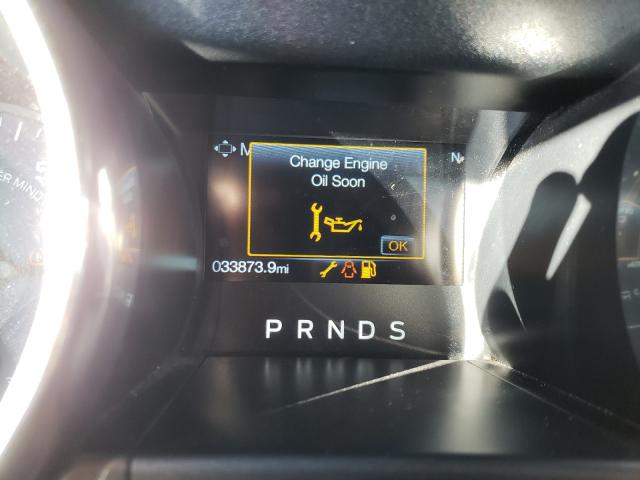 M
Change Engine
Oil Soon
N
OK
033873.9mi
P R N D S